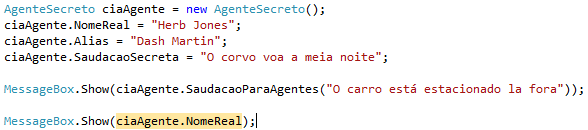 AgenteSecreto ciaAgente = new AgenteSecreto();
ciaAgente.NomeReal = "Herb Jones";
ciaAgente.Alias = "Dash Martin";
ciaAgente.SaudacaoSecreta = "O corvo voa a meia noite";
MessageBox.Show(ciaAgente.SaudacaoParaAgentes("O carro está estacionado la fora"));
MessageBox.Show(ciaAgente.NomeReal);